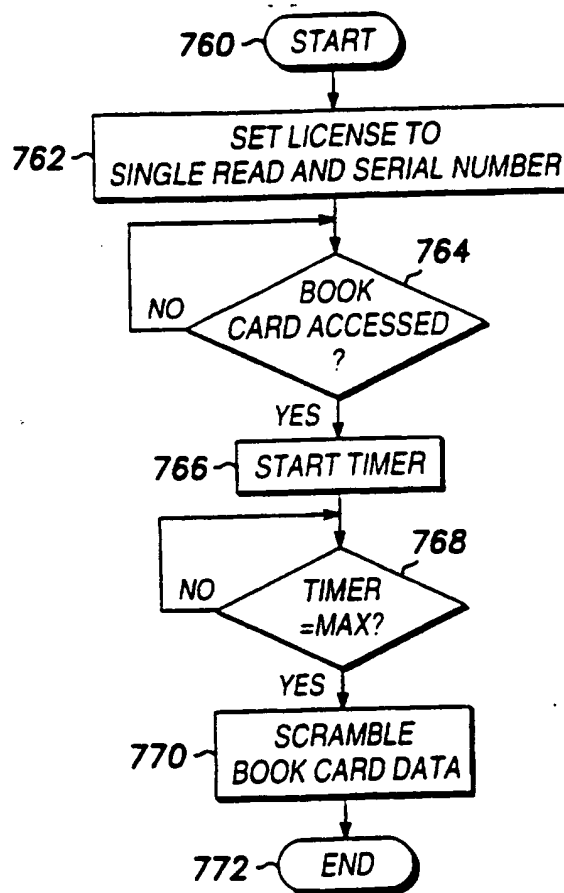 760 START
762 SET LICENSE TO
SINGLE READ AND SERIAL NUMBER
764
NO BOOK
CARD ACCESSED
?
YES
766 START TIMER
768
NO TIMER
=MAX?
YES
770 SCRAMBLE
BOOK CARD DATA
772 END